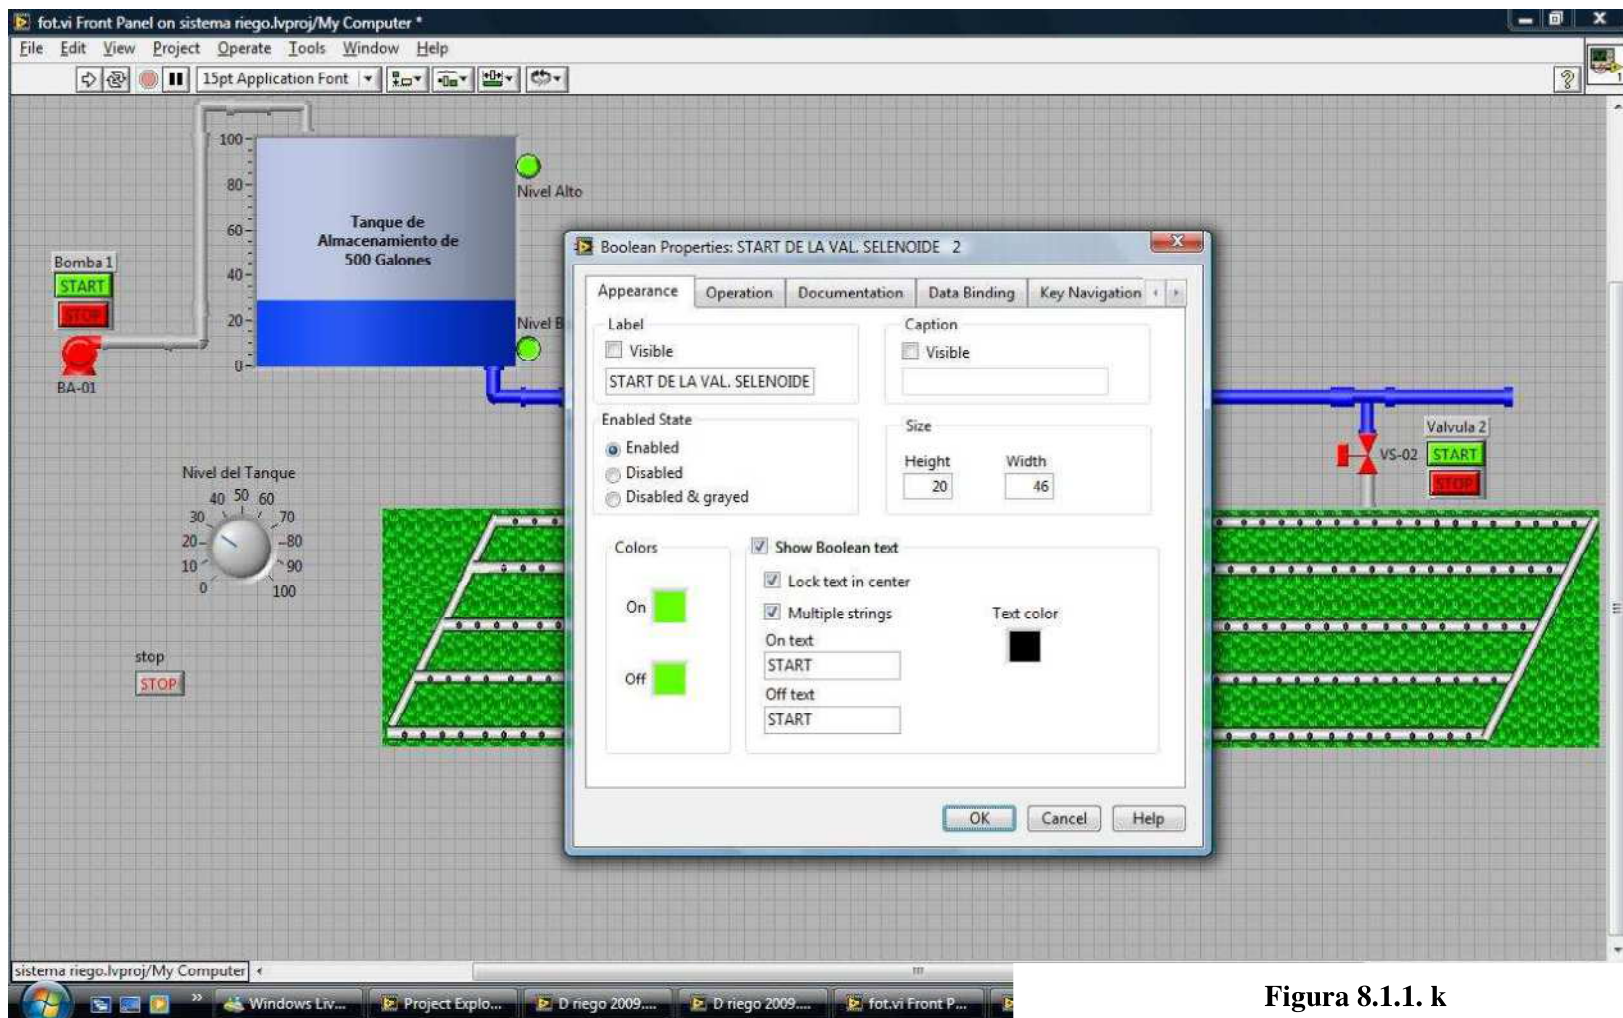 fot.vi Front Panel on sistema riego.lvproj/My Computer *
File Edit View Project Operate Tools Window Help
15pt Application Font
?
1
100
80
60
40
20
0
Tanque de
Almacenamiento de
500 Galones
Nivel Alto
Nivel B
Bomba 1
START
STOP
BA-01
Nivel del Tanque
0 10 20 30 40 50 60 70 80 90 100
stop
STOP
Boolean Properties: START DE LA VAL. SELENOIDE 2
X
Appearance Operation Documentation Data Binding Key Navigation
Label
Visible
START DE LA VAL. SELENOIDE
Caption
Visible
Enabled State
Enabled
Disabled
Disabled & grayed
Size
Height Width
20 46
Colors
On
Off
Show Boolean text
Lock text in center
Multiple strings
On text
START
Off text
START
Text color
OK Cancel Help
Valvula 2
VS-02 START
STOP
sistema riego.lvproj/My Computer
Windows Liv... Project Explo... D riego 2009.... D riego 2009.... fot.vi Front P...
Figura 8.1.1. k